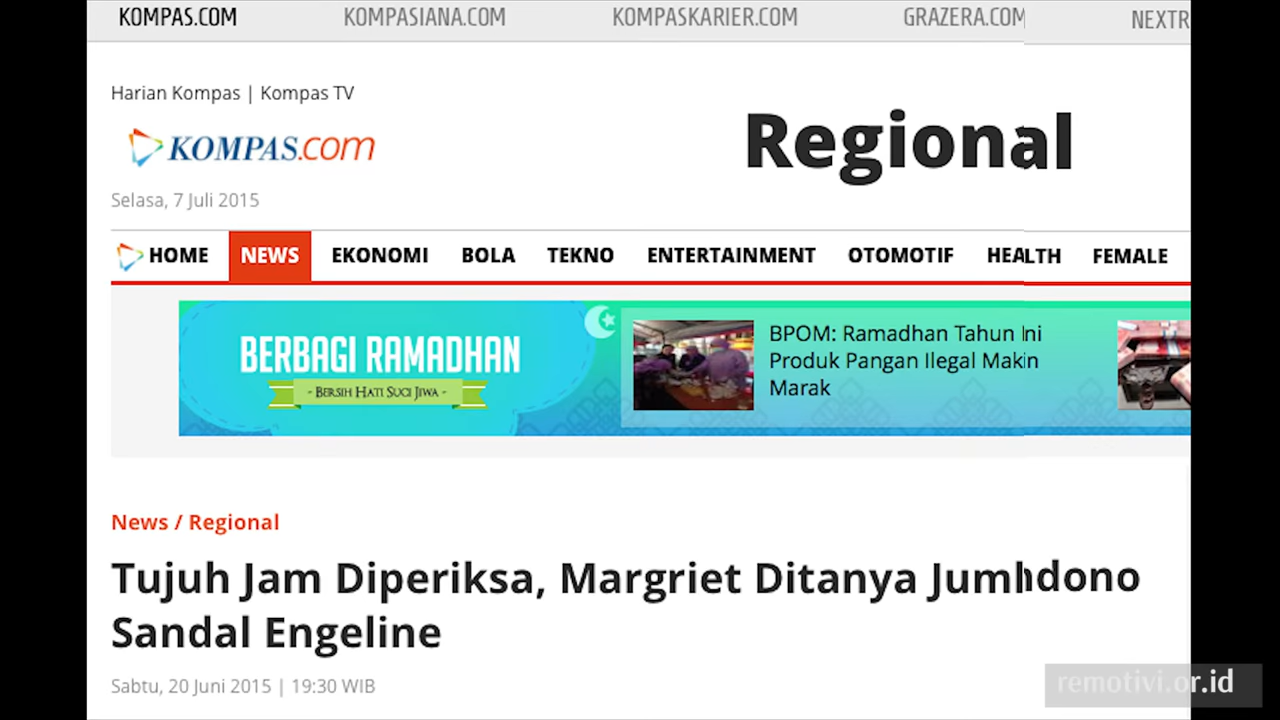 KOMPAS.COM KOMPASIANA.COM KOMPASKARIER.COM GRAZERA.COM NEXTR
Harian Kompas | Kompas TV
KOMPAS.com
Regional
Selasa, 7 Juli 2015
HOME NEWS EKONOMI BOLA TEKNO ENTERTAINMENT OTOMOTIF HEALTH FEMALE
BERBAGI RAMADHAN
- BERSIH HATI SUCI JIWA -
BPOM: Ramadhan Tahun Ini
Produk Pangan Ilegal Makin
Marak
News / Regional
Tujuh Jam Diperiksa, Margriet Ditanya
Sandal Engeline
Sabtu, 20 Juni 2015 | 19:30 WIB
remotivi.or.id